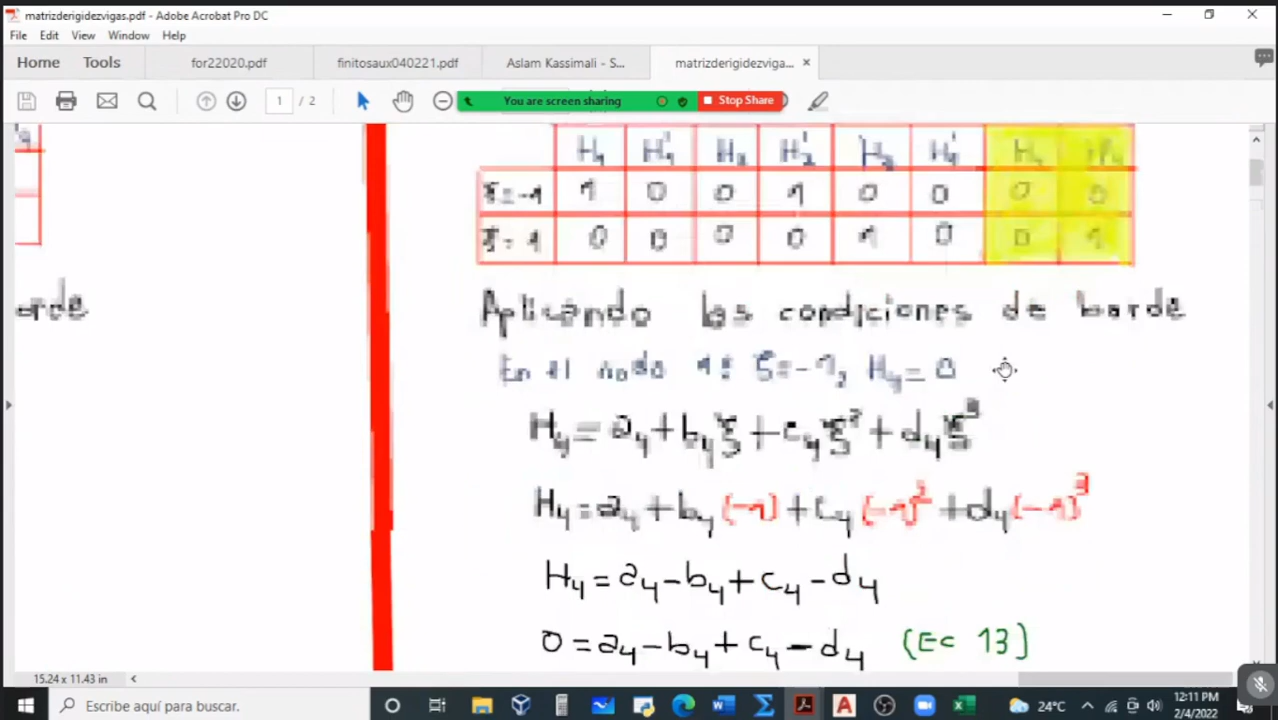 matrizderigidezvigas.pdf - Adobe Acrobat Pro DC
File Edit View Window Help
Home Tools for22020.pdf finitosaux040221.pdf Aslam Kassimali - S... matrizderigidezviga... ×
1 / 2 You are screen sharing Stop Share
H₁ H₁' H₂ H₂' H₃
ξ=-1 1 0 0 1 0 0 0 0
ξ=1 0 0 0 0 1 0 0 1
orde
Aplicando las condiciones de borde
En el nodo 1: ξ=-1, H₄=0
H₄=a₄+b₄ξ+c₄ξ²+d₄ξ³
H₄=a₄+b₄(-1)+c₄(-1)²+d₄(-1)³
H₄=a₄-b₄+c₄-d₄
0=a₄-b₄+c₄-d₄ (Ec 13)
15.24 x 11.43 in
Escribe aquí para buscar.
24°C
12:11 PM
2/4/2022